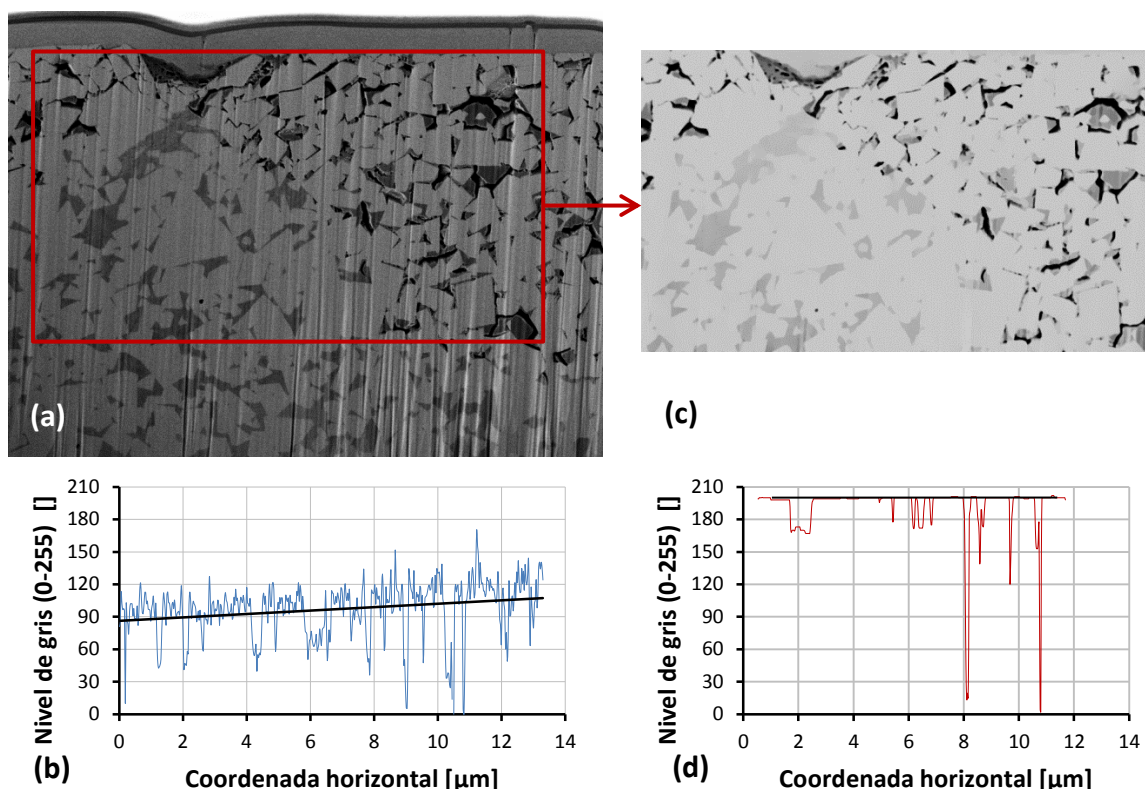 (a)
(c)
210
180
150
120
90
60
30
0
Nivel de gris (0-255) []
0 2 4 6 8 10 12 14
(b) Coordenada horizontal [µm]
210
180
150
120
90
60
30
0
Nivel de gris (0-255) []
0 2 4 6 8 10 12 14
(d) Coordenada horizontal [µm]